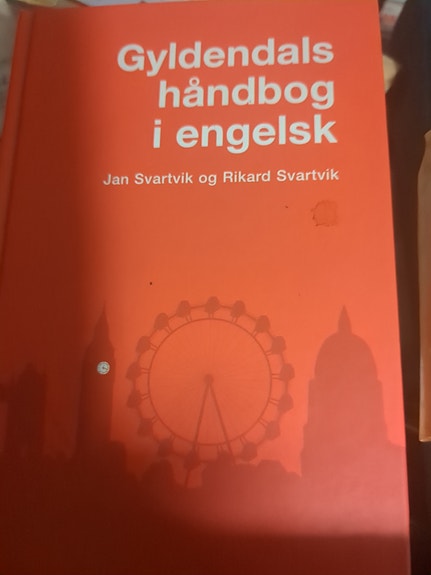 Gyldendals
håndbog
i engelsk
Jan Svartvik og Rikard Svartvik